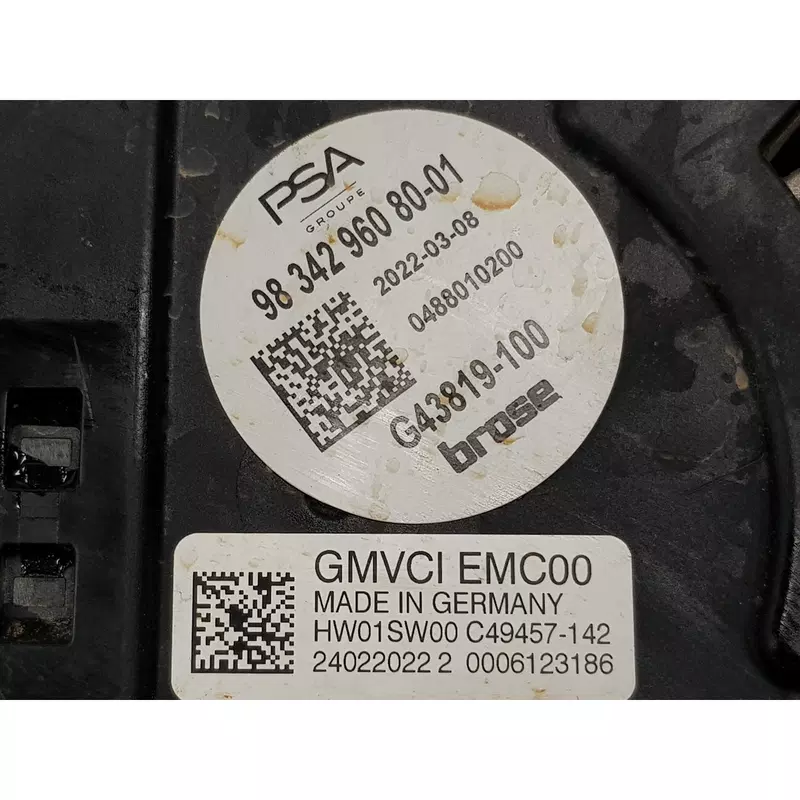 PSA
GROUPE
98 342 960 80-01
2022-03-08
0488010200
G43819-100
brose
GMVCI EMC00
MADE IN GERMANY
HW01SW00 C49457-142
24022022 2 0006123186